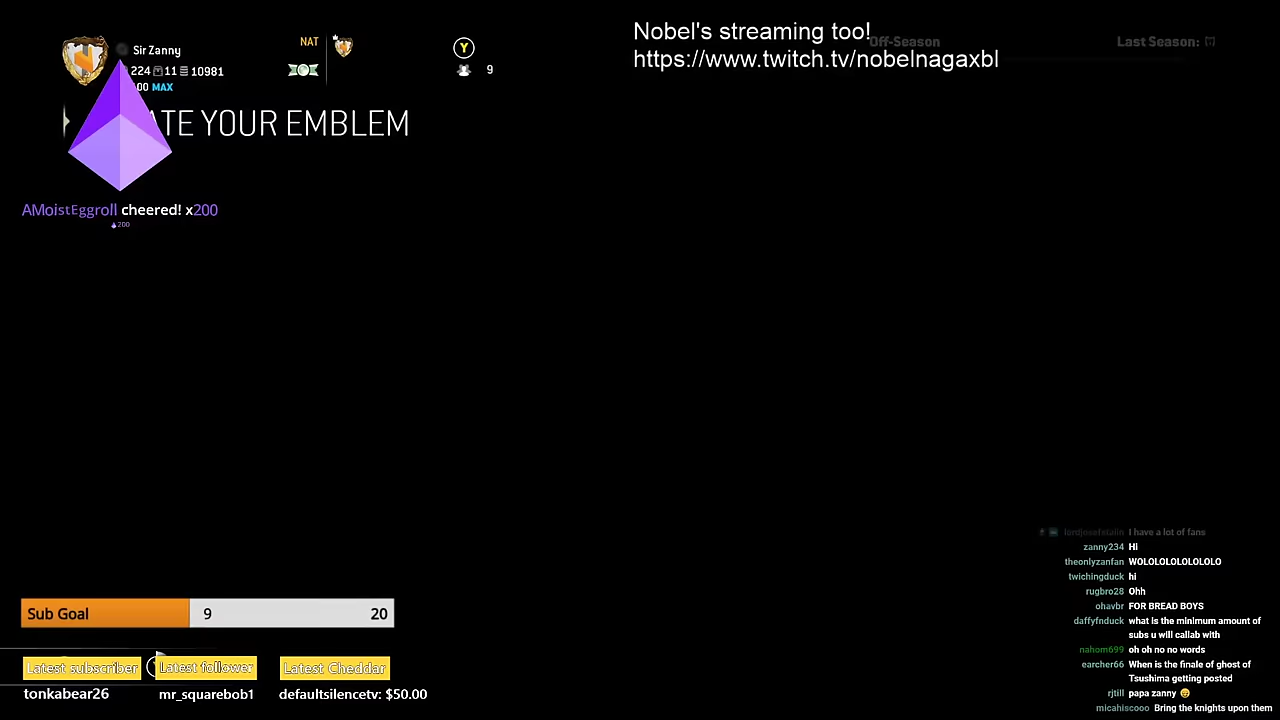 Nobel's streaming too!
https://www.twitch.tv/nobelnagaxbl
Off-Season
Last Season:
Sir Zanny
NAT
Y
224 11 10981
9
00 MAX
ATE YOUR EMBLEM
AMoistEggroll cheered! x200
200
lordjosefstalin I have a lot of fans
zanny234 Hi
theonlyzanfan WOLOLOLOLOLOLOLO
twichingduck hi
rugbro28 Ohh
ohavbr FOR BREAD BOYS
daffyfnduck what is the minimum amount of
subs u will callab with
nahom699 oh oh no no words
earcher66 When is the finale of ghost of
Tsushima getting posted
rjtill papa zanny
micahiscooo Bring the knights upon them
Sub Goal 9 20
Latest subscriber Latest follower Latest Cheddar
tonkabear26 mr_squarebob1 defaultsilencetv: $50.00